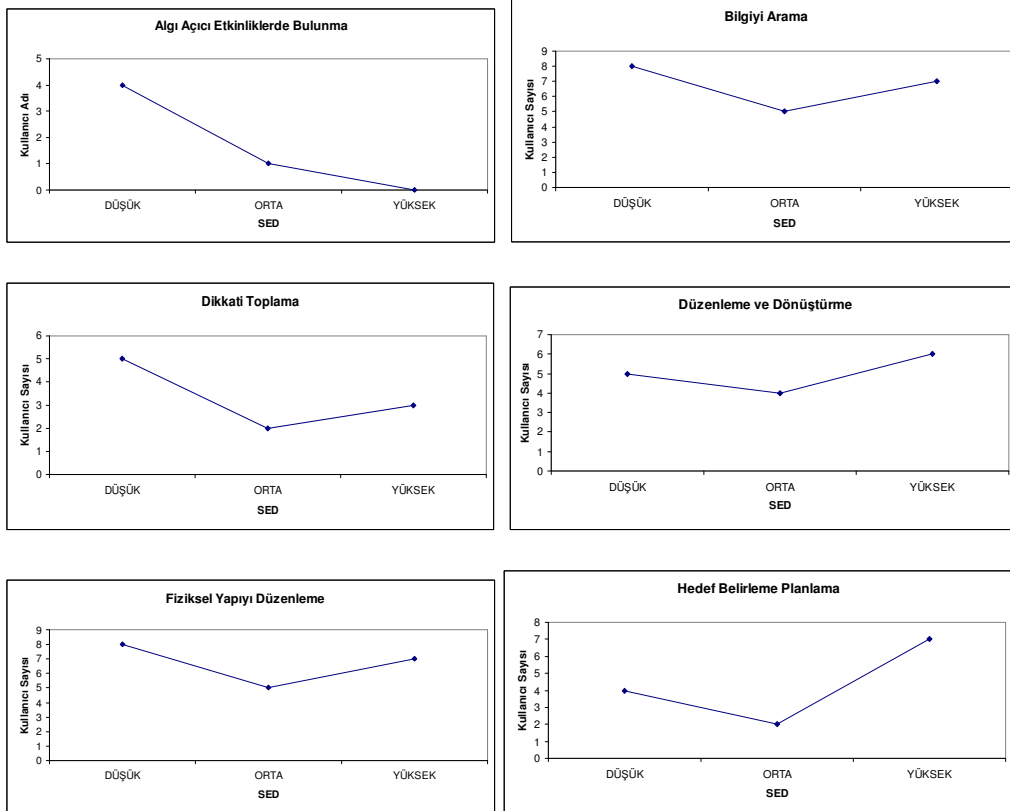 Algı Açıcı Etkinliklerde Bulunma
5
4
3
2
1
0
Kullanıcı Adı
DÜŞÜK ORTA YÜKSEK
SED
Bilgiyi Arama
9
8
7
6
5
4
3
2
1
0
Kullanıcı Sayısı
DÜŞÜK ORTA YÜKSEK
SED
Dikkati Toplama
6
5
4
3
2
1
0
Kullanıcı Sayısı
DÜŞÜK ORTA YÜKSEK
SED
Düzenleme ve Dönüştürme
7
6
5
4
3
2
1
0
Kullanıcı Sayısı
DÜŞÜK ORTA YÜKSEK
SED
Fiziksel Yapıyı Düzenleme
9
8
7
6
5
4
3
2
1
0
Kullanıcı Sayısı
DÜŞÜK ORTA YÜKSEK
SED
Hedef Belirleme Planlama
8
7
6
5
4
3
2
1
0
Kullanıcı Sayısı
DÜŞÜK ORTA YÜKSEK
SED